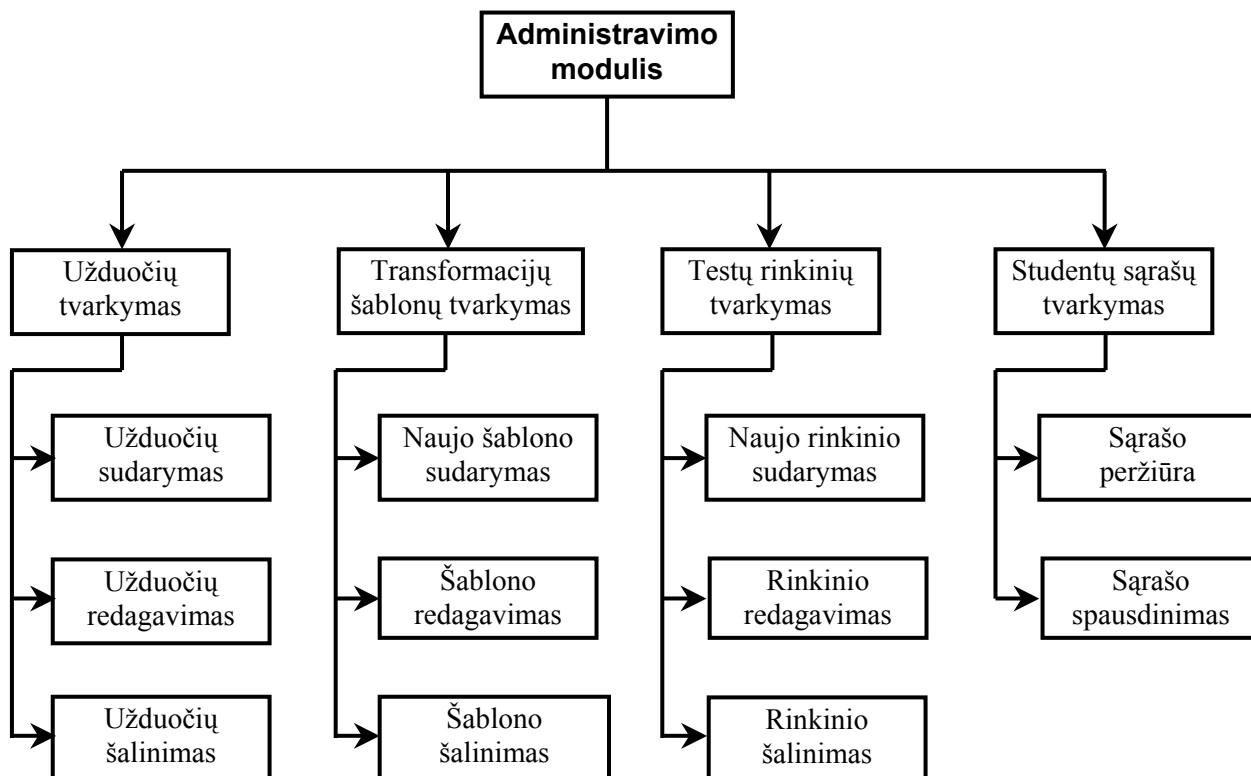 Administravimo
modulis
Užduočių
tvarkymas
Transformacijų
šablonų tvarkymas
Testų rinkinių
tvarkymas
Studentų sąrašų
tvarkymas
Užduočių
sudarymas
Naujo šablono
sudarymas
Naujo rinkinio
sudarymas
Sąrašo
peržiūra
Užduočių
redagavimas
Šablono
redagavimas
Rinkinio
redagavimas
Sąrašo
spausdinimas
Užduočių
šalinimas
Šablono
šalinimas
Rinkinio
šalinimas